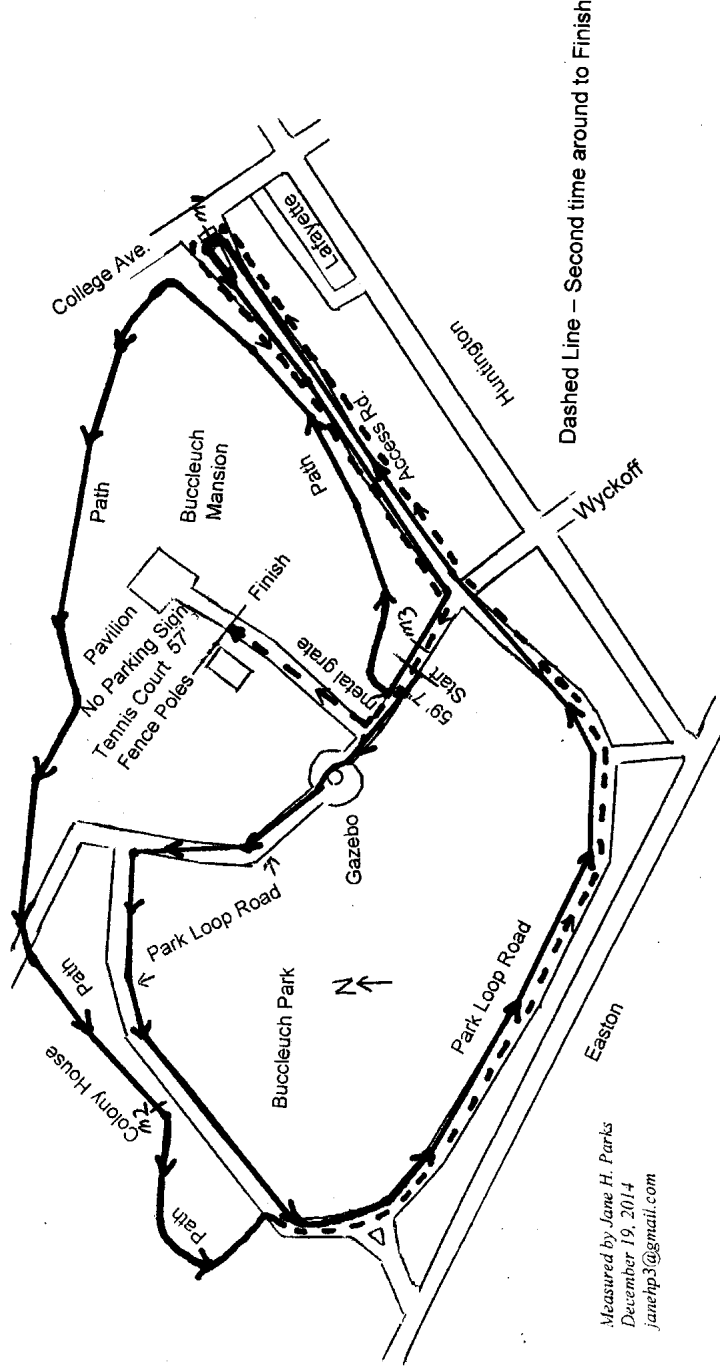 College Ave.
1M
Lafayette
Huntington
Dashed Line – Second time around to Finish
Path
Buccleuch
Mansion
Path
Access Rd.
Wyckoff
Pavilion
No Parking Sign
Tennis Court 57'
Fence Poles
Finish
metal grate
3M
Start
59' 7"
Gazebo
Park Loop Road
Buccleuch Park
N
Path
Colony House
2M
Path
Park Loop Road
Easton
Measured by Jane H. Parks
December 19, 2014
janehp3@gmail.com